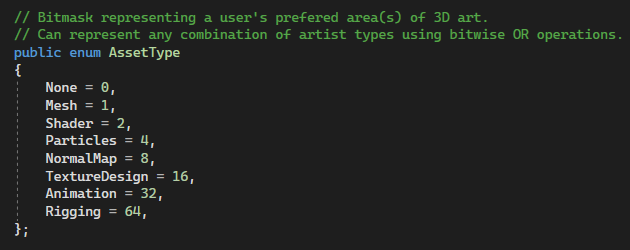 // Bitmask representing a user's prefered area(s) of 3D art.
// Can represent any combination of artist types using bitwise OR operations.
public enum AssetType
{
    None = 0,
    Mesh = 1,
    Shader = 2,
    Particles = 4,
    NormalMap = 8,
    TextureDesign = 16,
    Animation = 32,
    Rigging = 64,
};